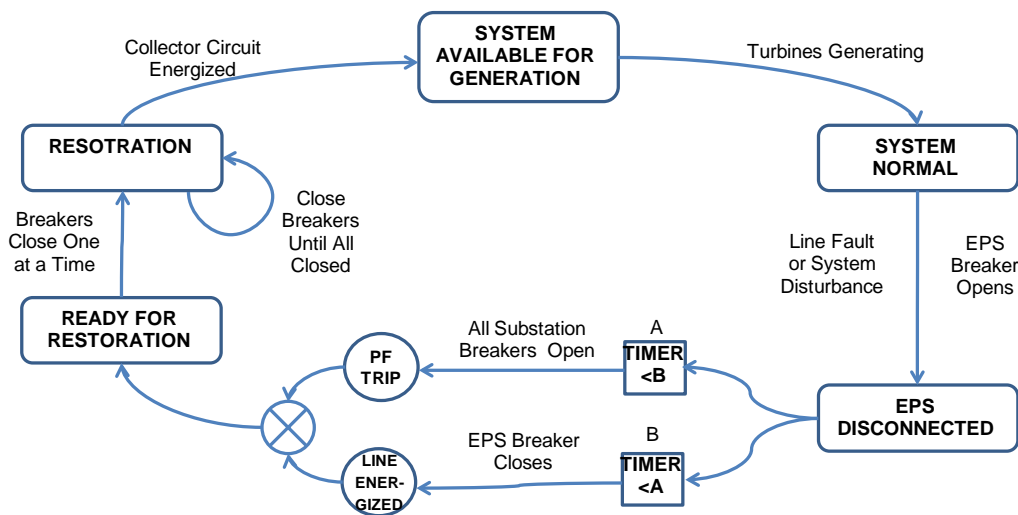 SYSTEM
AVAILABLE FOR
GENERATION
Collector Circuit
Energized
Turbines Generating
RESOTRATION
SYSTEM
NORMAL
Close
Breakers
Until All
Closed
Breakers
Close One
at a Time
Line Fault
or System
Disturbance
EPS
Breaker
Opens
READY FOR
RESTORATION
All Substation
Breakers Open
A
TIMER
<B
PF
TRIP
EPS
DISCONNECTED
EPS Breaker
Closes
B
TIMER
<A
LINE
ENER-
GIZED